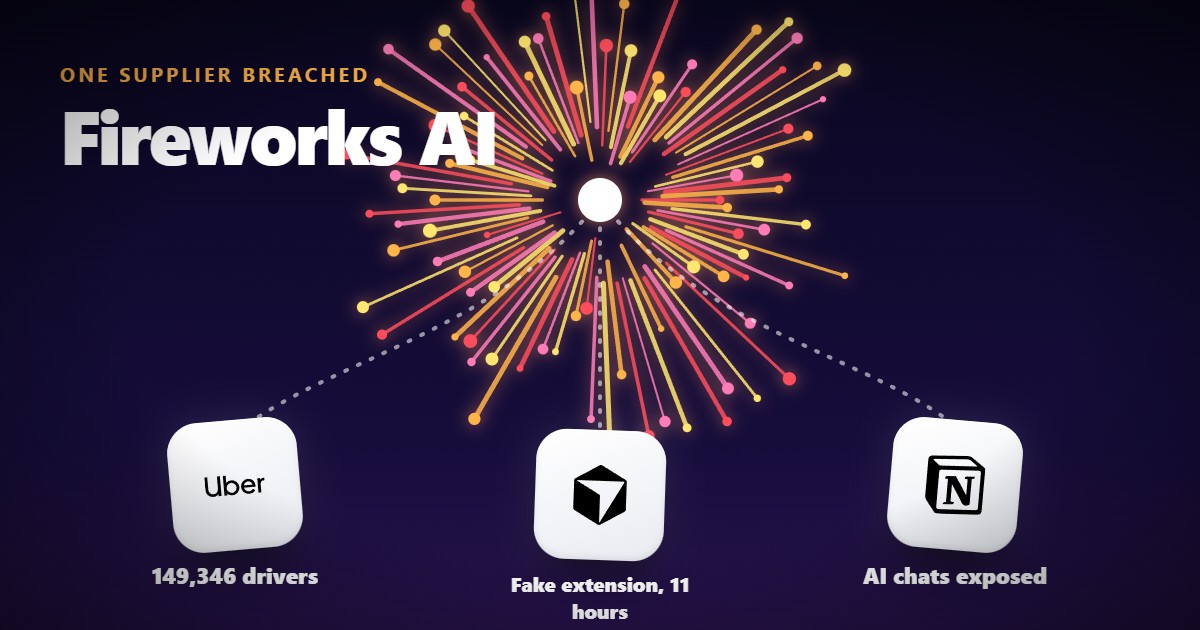 ONE SUPPLIER BREACHED
Fireworks AI
Uber
N
149,346 drivers
Fake extension, 11
hours
AI chats exposed